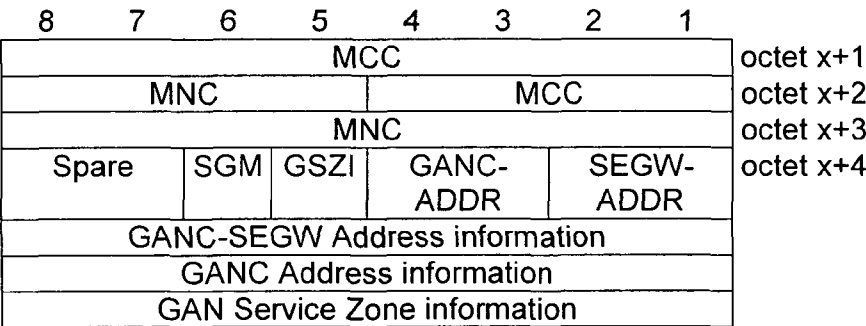 8 7 6 5 4 3 2 1
MCC octet x+1
MNC MCC octet x+2
MNC octet x+3
Spare SGM GSZI GANC- SEGW- octet x+4
ADDR ADDR
GANC-SEGW Address information
GANC Address information
GAN Service Zone information